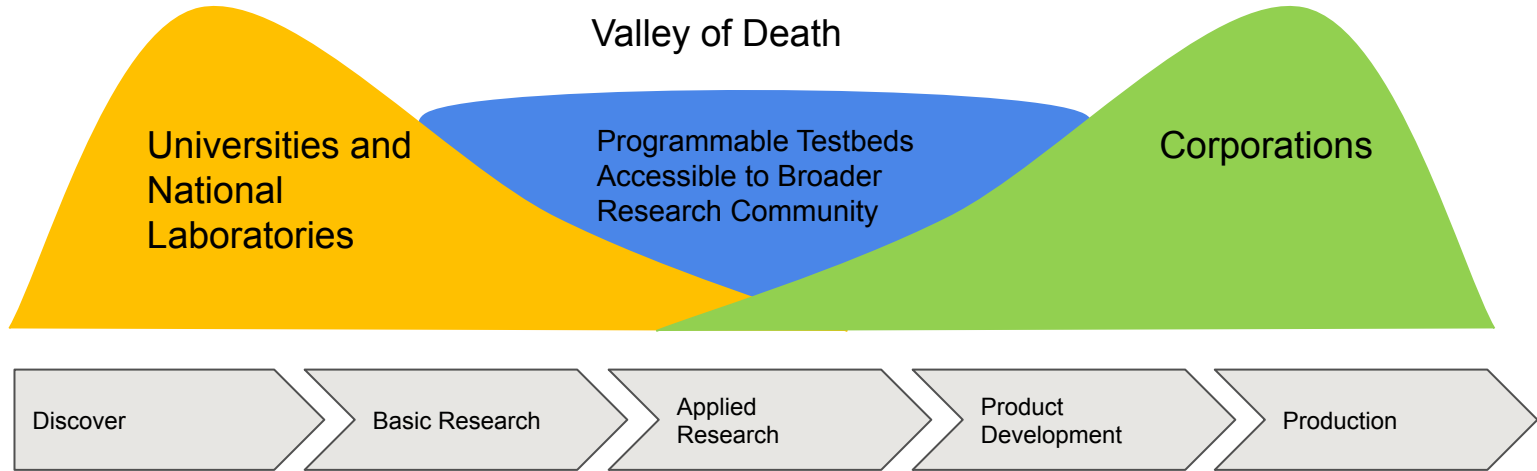 Valley of Death
Universities and
National
Laboratories
Programmable Testbeds
Accessible to Broader
Research Community
Corporations
Discover
Basic Research
Applied
Research
Product
Development
Production